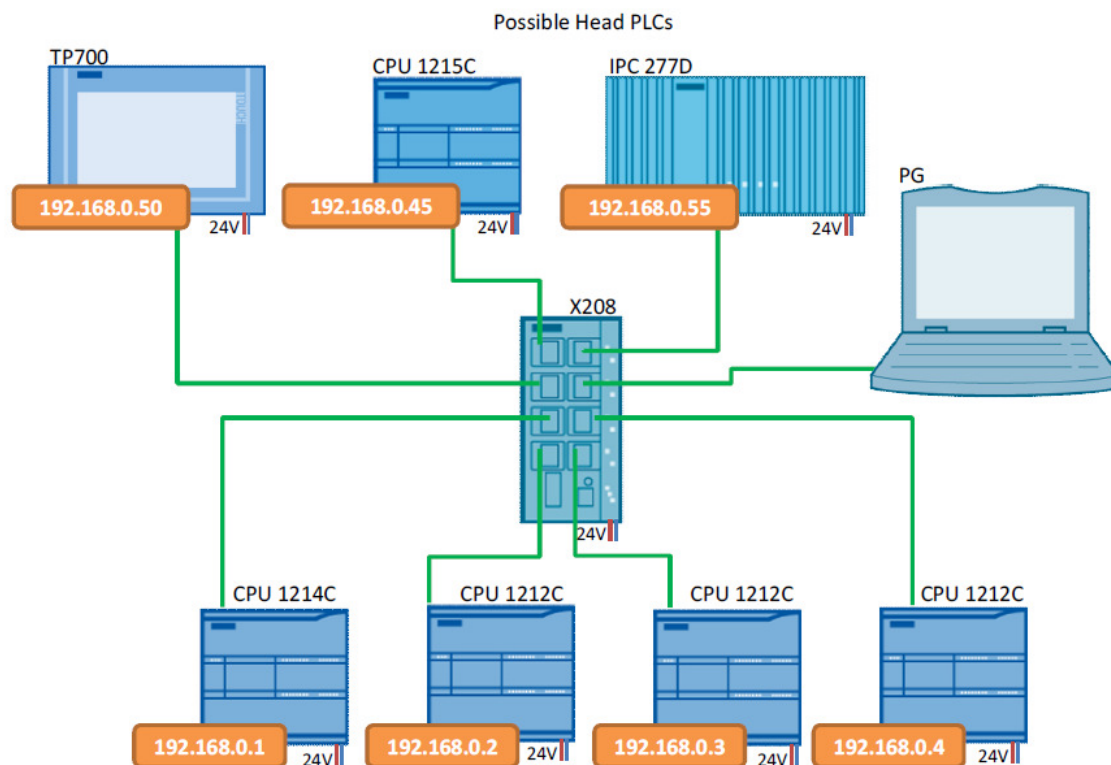 Possible Head PLCs
TP700
CPU 1215C
IPC 277D
PG
TOUCH
192.168.0.50
192.168.0.45
192.168.0.55
24V
24V
24V
X208
24V
CPU 1214C
CPU 1212C
CPU 1212C
CPU 1212C
192.168.0.1
192.168.0.2
192.168.0.3
192.168.0.4
24V
24V
24V
24V